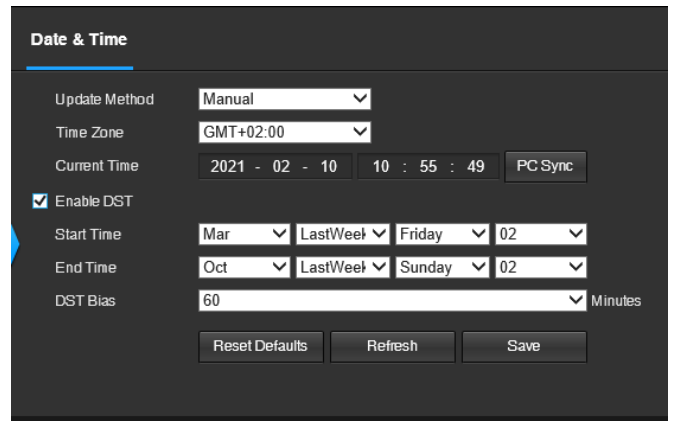 Date & Time
Update Method Manual
Time Zone GMT+02:00
Current Time 2021 - 02 - 10 10 : 55 : 49 PC Sync
Enable DST
Start Time Mar LastWeek Friday 02
End Time Oct LastWeek Sunday 02
DST Bias 60 Minutes
Reset Defaults Refresh Save